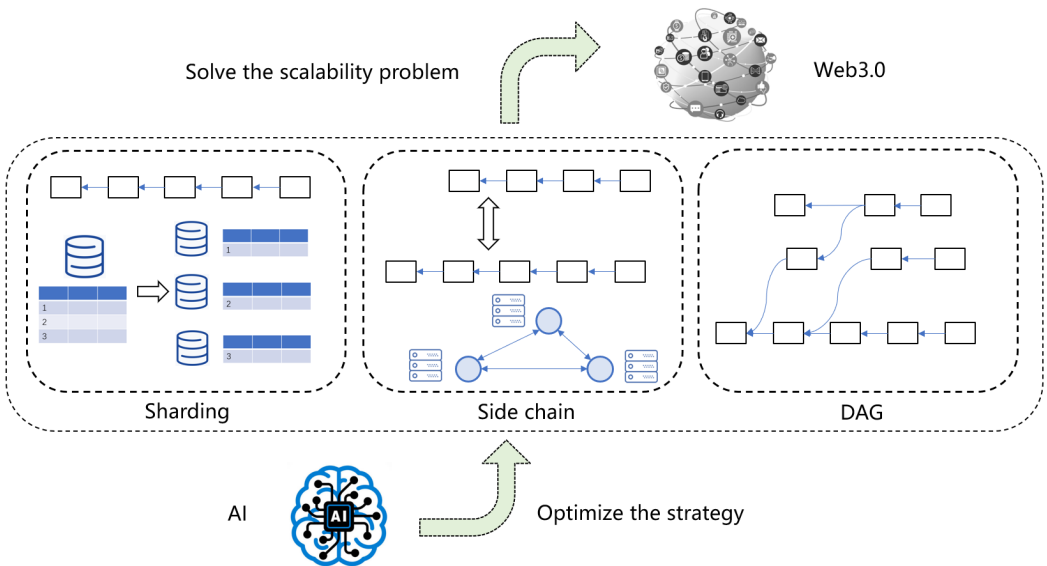 Solve the scalability problem
Web3.0
1
1
2
3
2
3
Sharding
Side chain
DAG
AI
AI
Optimize the strategy